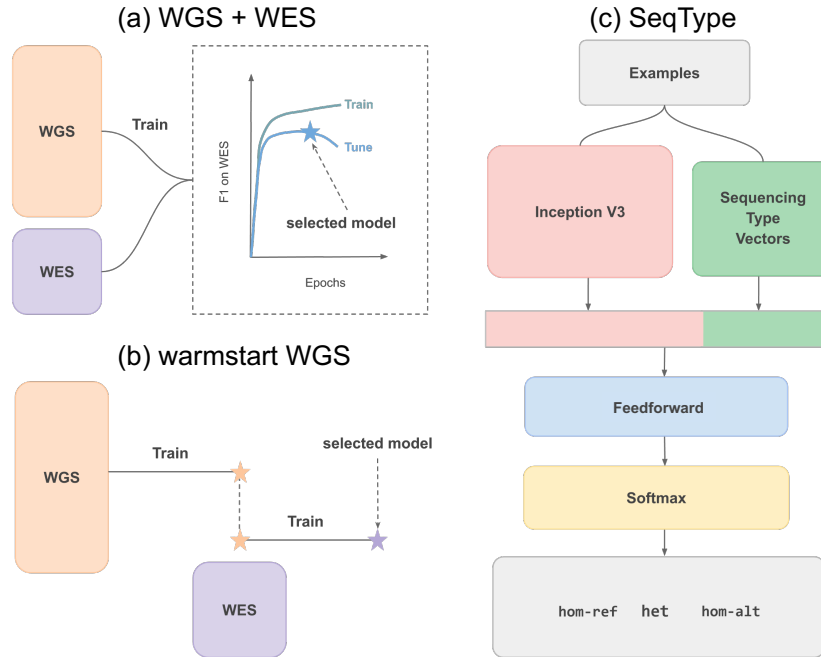 (a) WGS + WES
WGS
Train
WES
F1 on WES
Train
Tune
selected model
Epochs
(b) warmstart WGS
WGS
Train
selected model
Train
WES
(c) SeqType
Examples
Inception V3
Sequencing
Type
Vectors
Feedforward
Softmax
hom-ref het hom-alt